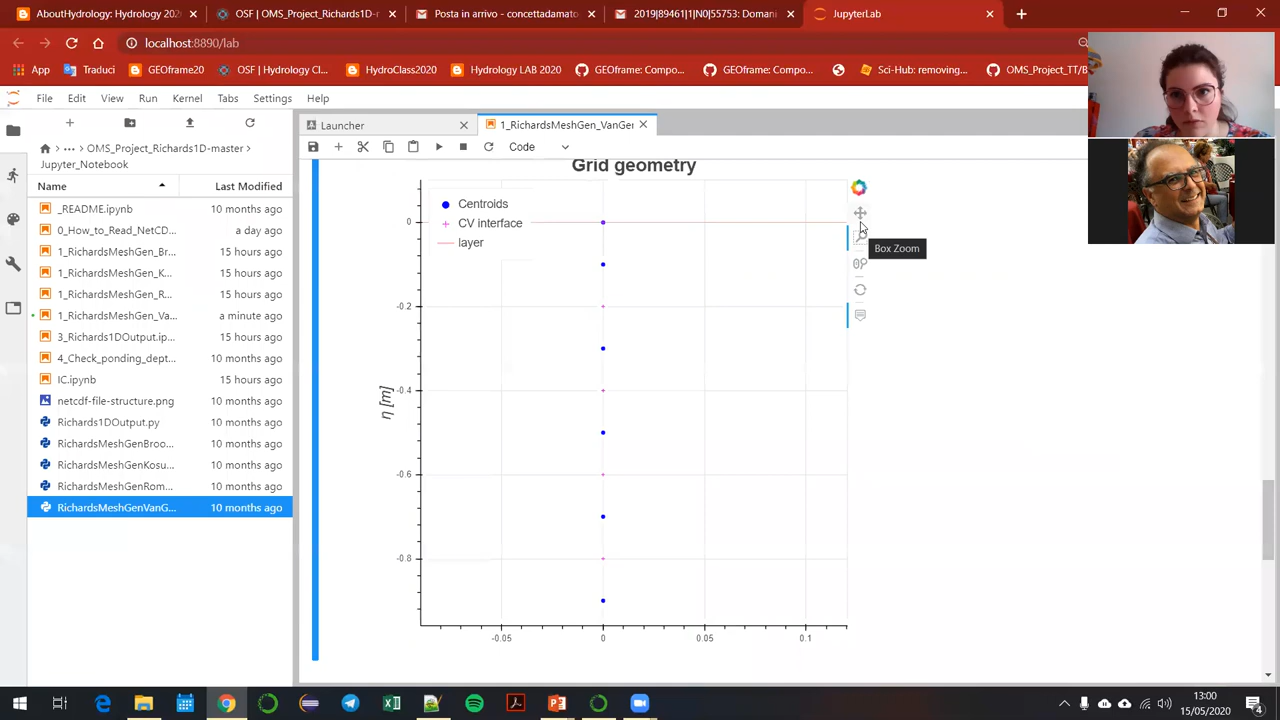 AboutHydrology: Hydrology 202
OSF | OMS_Project_Richards1D-m
Posta in arrivo - concettadamato
2019|89461|1|N0|55753: Domani
JupyterLab
localhost:8890/lab
App
Traduci
GEOframe20
OSF | Hydrology Cl...
HydroClass2020
Hydrology LAB 2020
GEOframe: Compo...
GEOframe: Compo...
Sci-Hub: removing...
OMS_Project_TT/B
File
Edit
View
Run
Kernel
Tabs
Settings
Help
Launcher
1_RichardsMeshGen_VanGen
Code
··· > OMS_Project_Richards1D-master >
Jupyter_Notebook
Name
Last Modified
_README.ipynb
10 months ago
0_How_to_Read_NetCD...
a day ago
1_RichardsMeshGen_Br...
15 hours ago
1_RichardsMeshGen_K...
15 hours ago
1_RichardsMeshGen_R...
15 hours ago
1_RichardsMeshGen_Va...
a minute ago
3_Richards1DOutput.ip...
15 hours ago
4_Check_ponding_dept...
10 months ago
IC.ipynb
15 hours ago
netcdf-file-structure.png
10 months ago
Richards1DOutput.py
10 months ago
RichardsMeshGenBroo...
10 months ago
RichardsMeshGenKosu...
10 months ago
RichardsMeshGenRom...
10 months ago
RichardsMeshGenVanG...
10 months ago
Grid geometry
Centroids
CV interface
layer
Box Zoom
0
-0.2
-0.4
-0.6
-0.8
η [m]
-0.05
0
0.05
0.1
13:00
15/05/2020
4